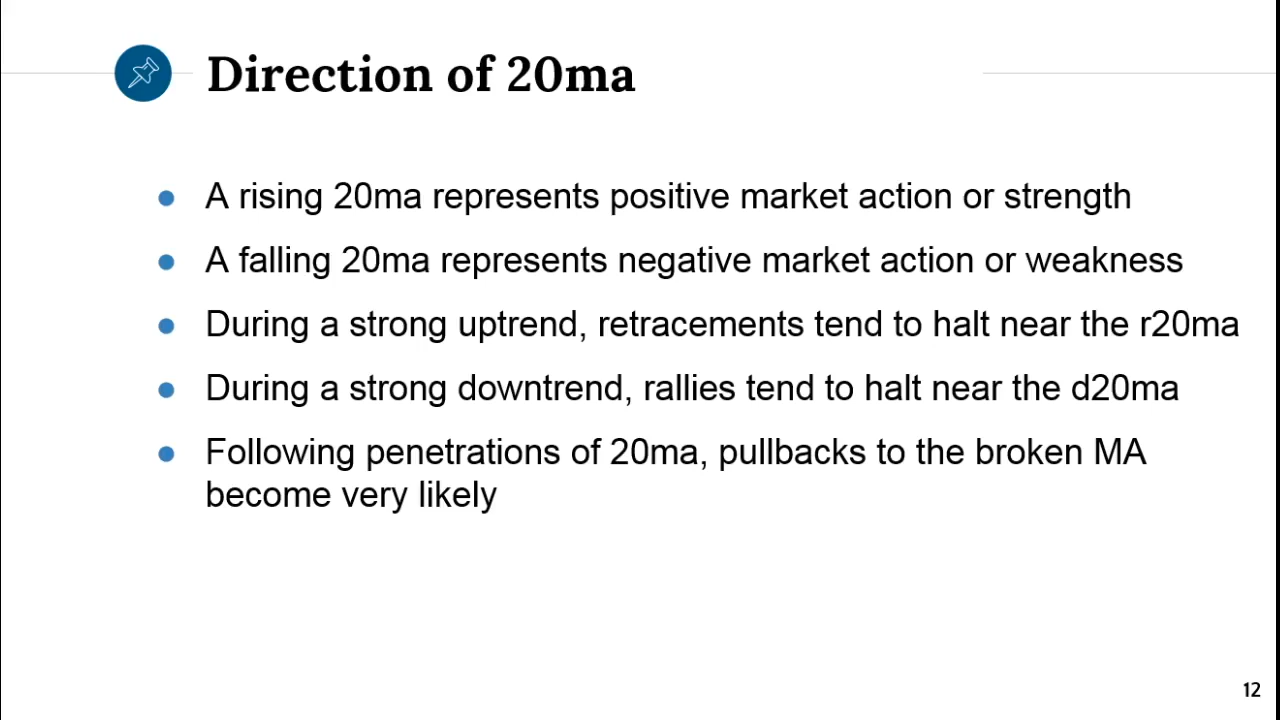 Direction of 20ma
● A rising 20ma represents positive market action or strength
● A falling 20ma represents negative market action or weakness
● During a strong uptrend, retracements tend to halt near the r20ma
● During a strong downtrend, rallies tend to halt near the d20ma
● Following penetrations of 20ma, pullbacks to the broken MA
become very likely
12